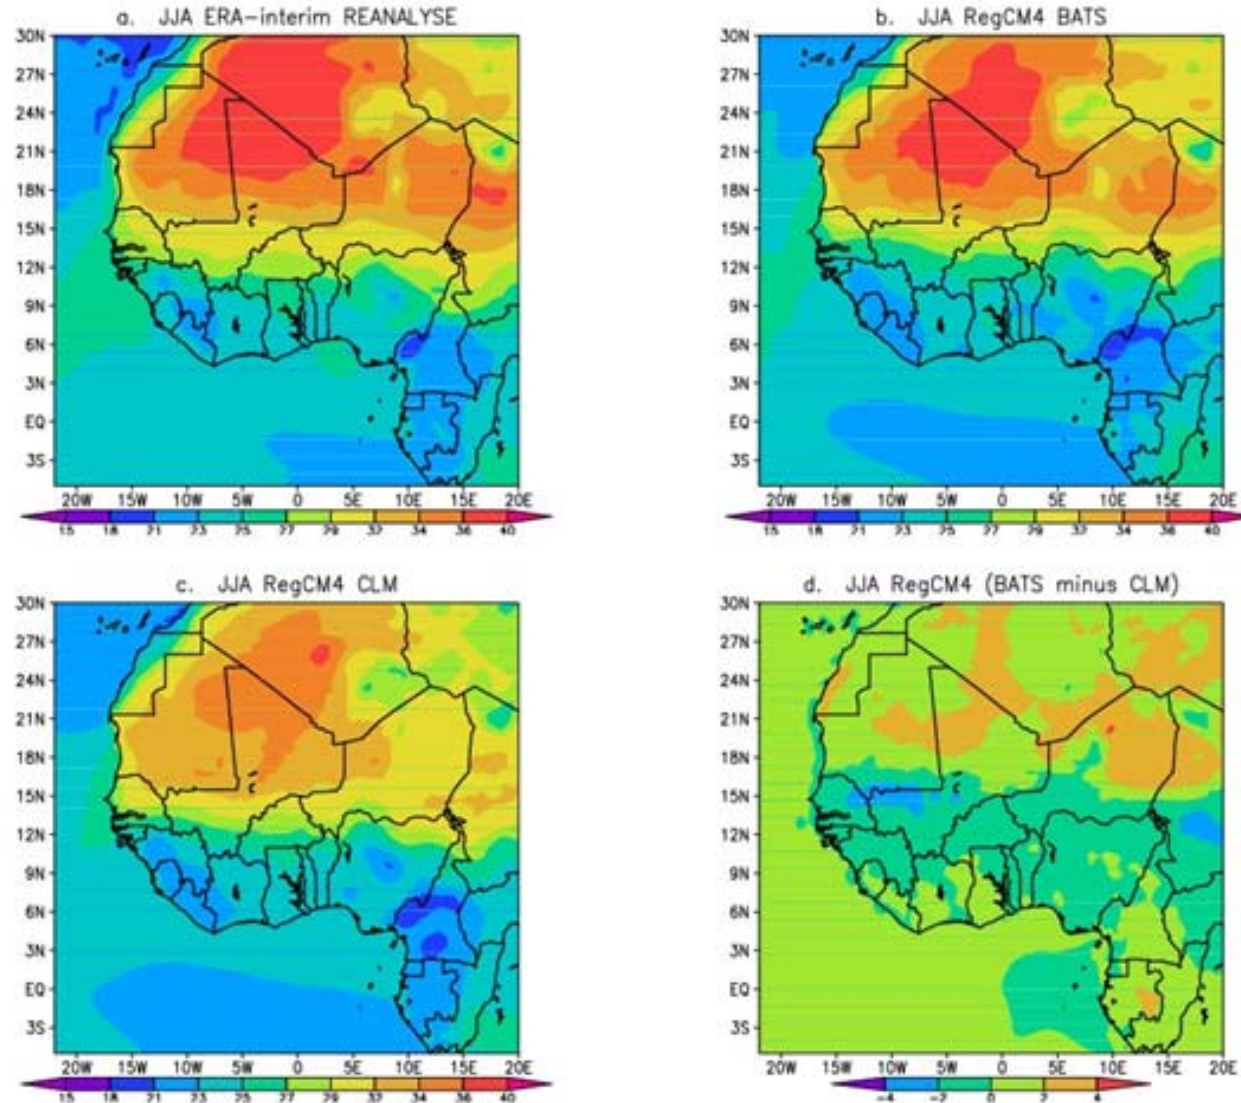 a. JJA ERA-interim REANALYSE
30N
27N
24N
21N
18N
15N
12N
9N
6N
3N
EQ
3S
20W 15W 10W 5W 0 5E 10E 15E 20E
15 18 21 23 25 27 29 32 34 36 40
b. JJA RegCM4 BATS
30N
27N
24N
21N
18N
15N
12N
9N
6N
3N
EQ
3S
20W 15W 10W 5W 0 5E 10E 15E 20E
15 18 21 23 25 27 29 32 34 36 40
c. JJA RegCM4 CLM
30N
27N
24N
21N
18N
15N
12N
9N
6N
3N
EQ
3S
20W 15W 10W 5W 0 5E 10E 15E 20E
15 18 21 23 25 27 29 32 34 36 40
d. JJA RegCM4 (BATS minus CLM)
30N
27N
24N
21N
18N
15N
12N
9N
6N
3N
EQ
3S
20W 15W 10W 5W 0 5E 10E 15E 20E
-4 -2 0 2 4